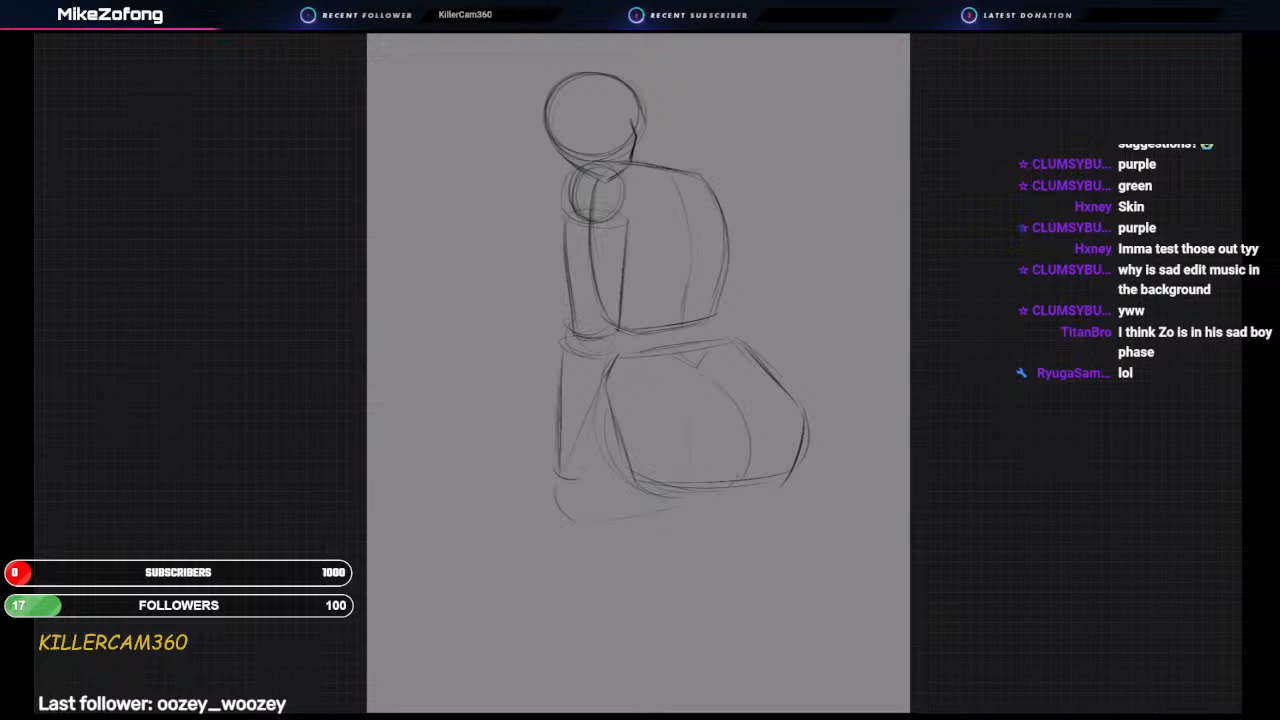 MikeZofong
RECENT FOLLOWER
KillerCam360
RECENT SUBSCRIBER
LATEST DONATION
suggestions?
CLUMSYBU... purple
CLUMSYBU... green
Hxney Skin
CLUMSYBU... purple
Hxney Imma test those out tyy
CLUMSYBU... why is sad edit music in
the background
CLUMSYBU... yww
TitanBro I think Zo is in his sad boy
phase
RyugaSam... lol
0 SUBSCRIBERS 1000
17 FOLLOWERS 100
KILLERCAM360
Last follower: oozey_woozey